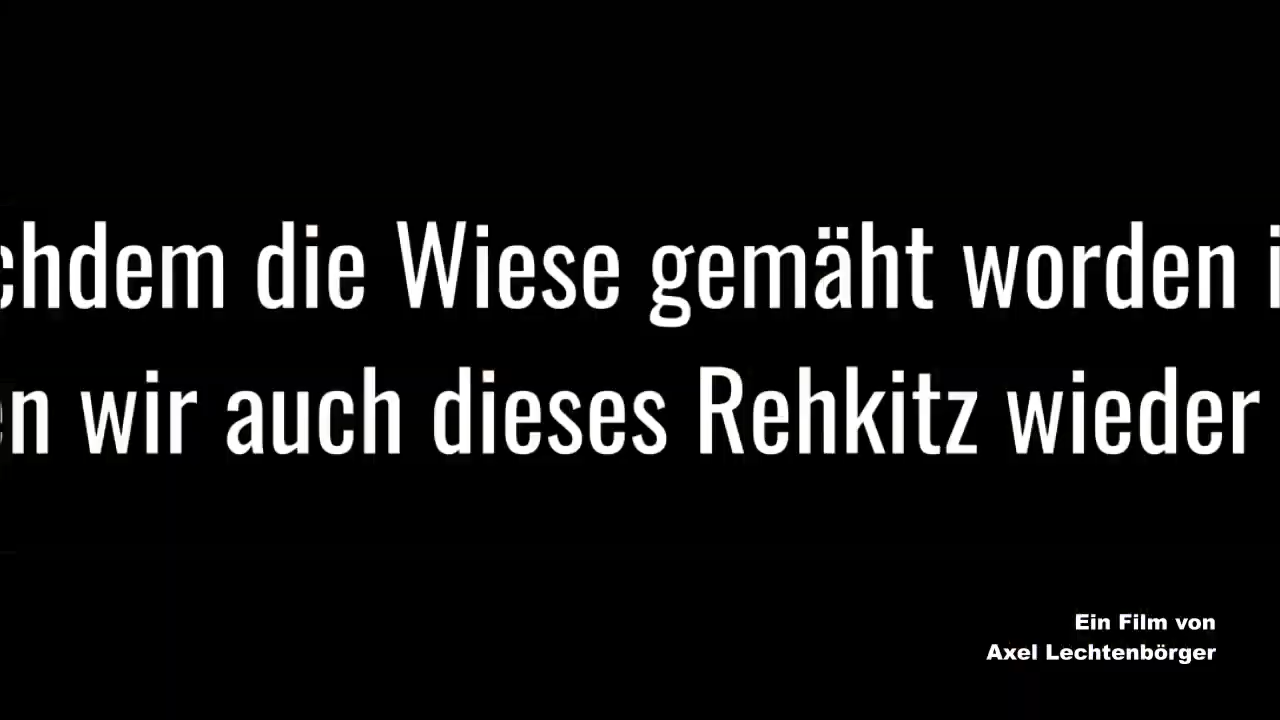 chdem die Wiese gemäht worden i
en wir auch dieses Rehkitz wieder
Ein Film von
Axel Lechtenbörger